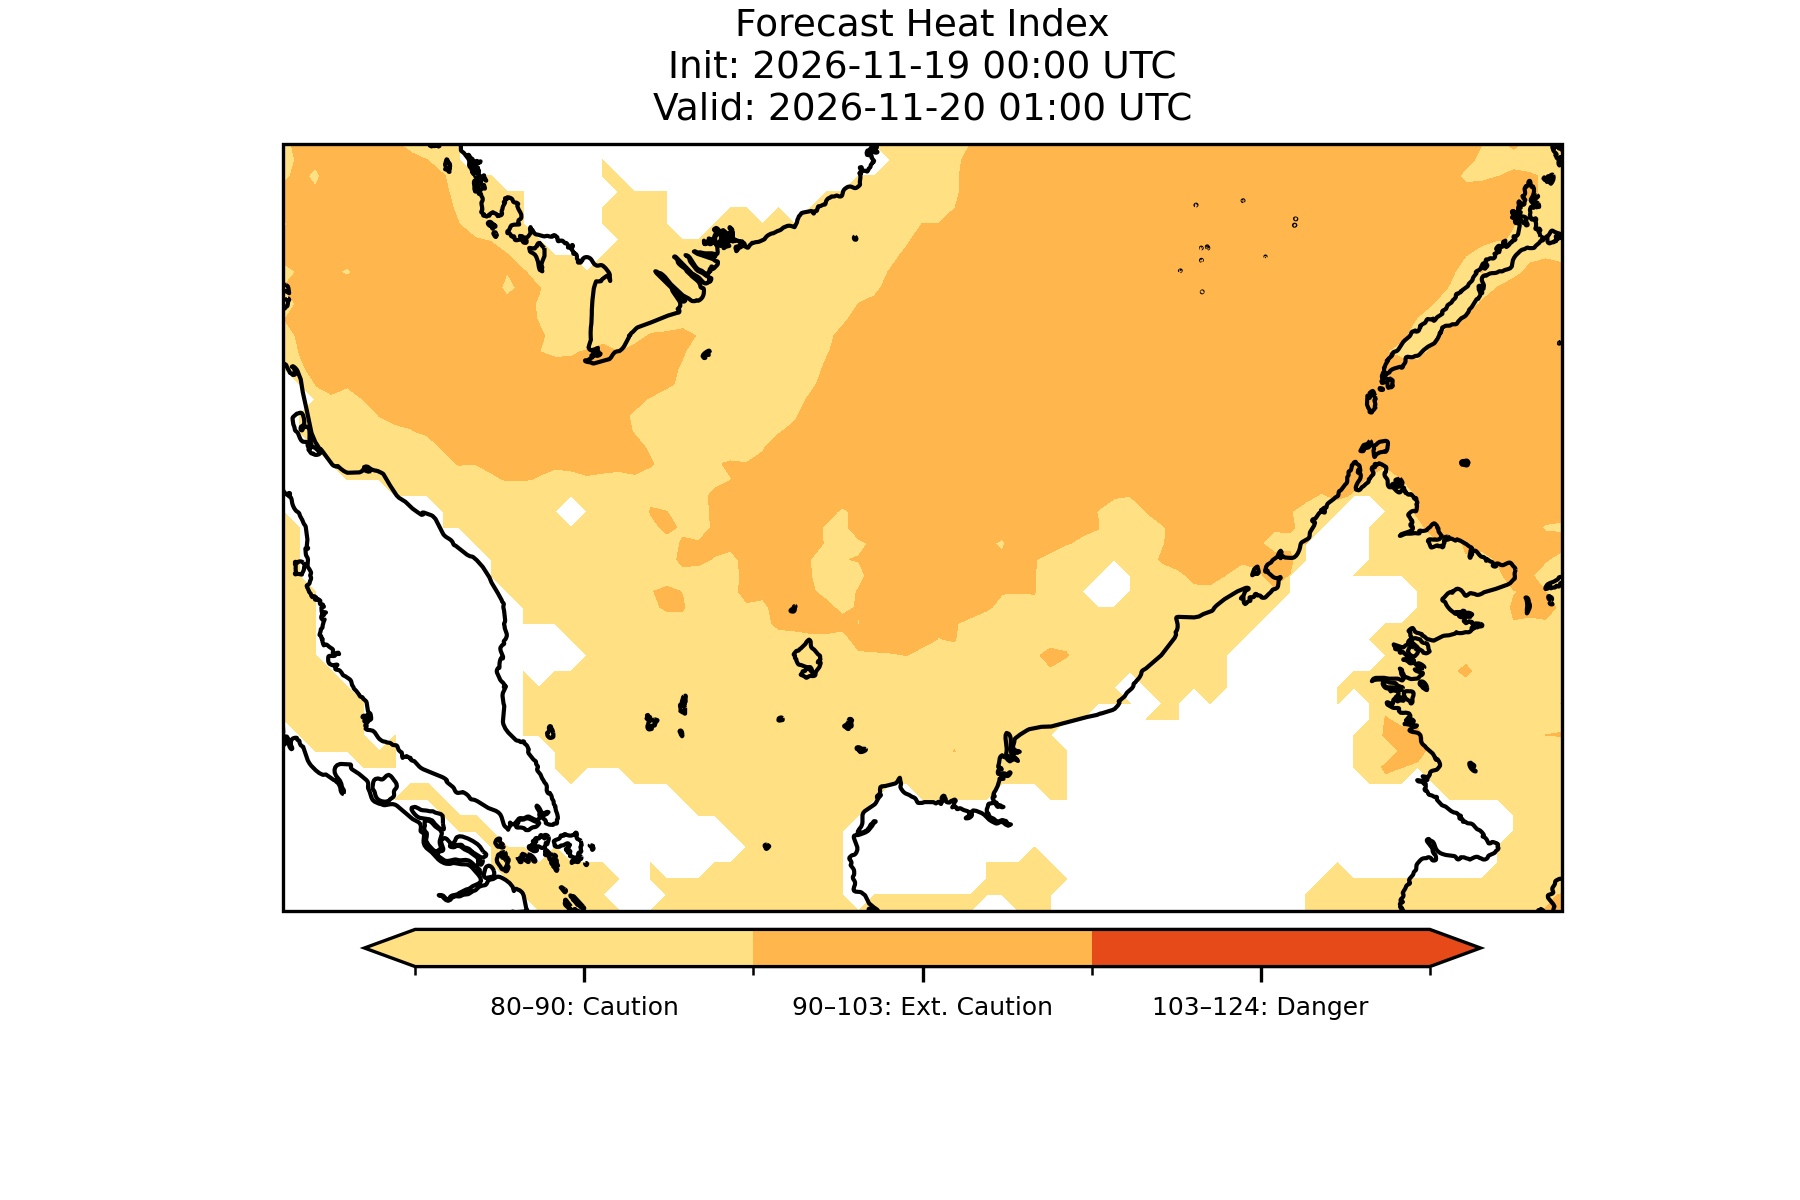 Forecast Heat Index
Init: 2026-11-19 00:00 UTC
Valid: 2026-11-20 01:00 UTC
80–90: Caution
90–103: Ext. Caution
103–124: Danger